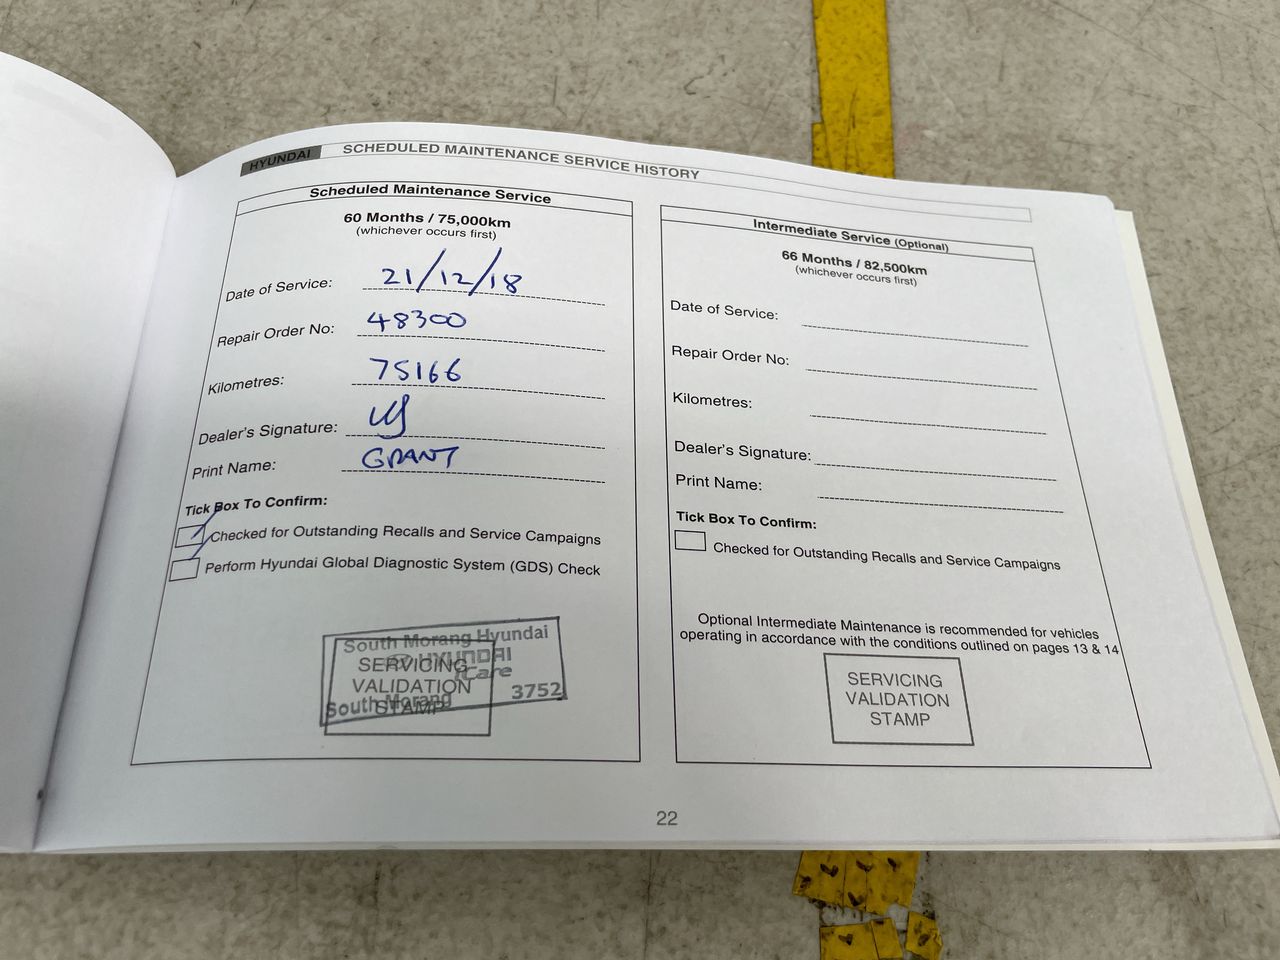 HYUNDAI SCHEDULED MAINTENANCE SERVICE HISTORY
Scheduled Maintenance Service
60 Months / 75,000km
(whichever occurs first)
Date of Service: 21/12/18
Repair Order No: 48300
Kilometres: 75166
Dealer's Signature:
Print Name: GRANT
Tick Box To Confirm:
Checked for Outstanding Recalls and Service Campaigns
Perform Hyundai Global Diagnostic System (GDS) Check
South Morang Hyundai
HYUNDAI
iCare
South Morang 3752
SERVICING
VALIDATION
STAMP
Intermediate Service (Optional)
66 Months / 82,500km
(whichever occurs first)
Date of Service:
Repair Order No:
Kilometres:
Dealer's Signature:
Print Name:
Tick Box To Confirm:
Checked for Outstanding Recalls and Service Campaigns
Optional Intermediate Maintenance is recommended for vehicles
operating in accordance with the conditions outlined on pages 13 & 14
SERVICING
VALIDATION
STAMP
22